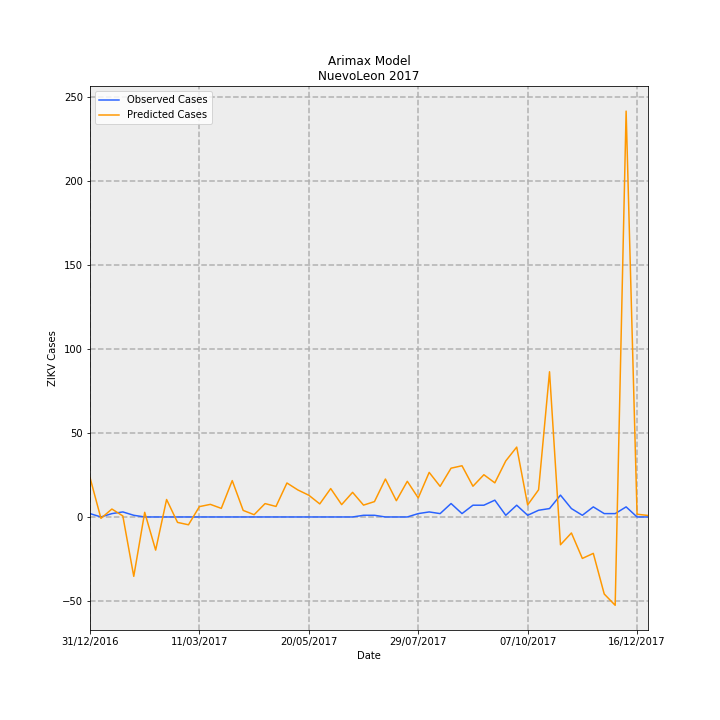 Arimax Model
NuevoLeon 2017
Observed Cases
Predicted Cases
250
200
150
100
50
0
−50
ZIKV Cases
31/12/2016
11/03/2017
20/05/2017
29/07/2017
07/10/2017
16/12/2017
Date